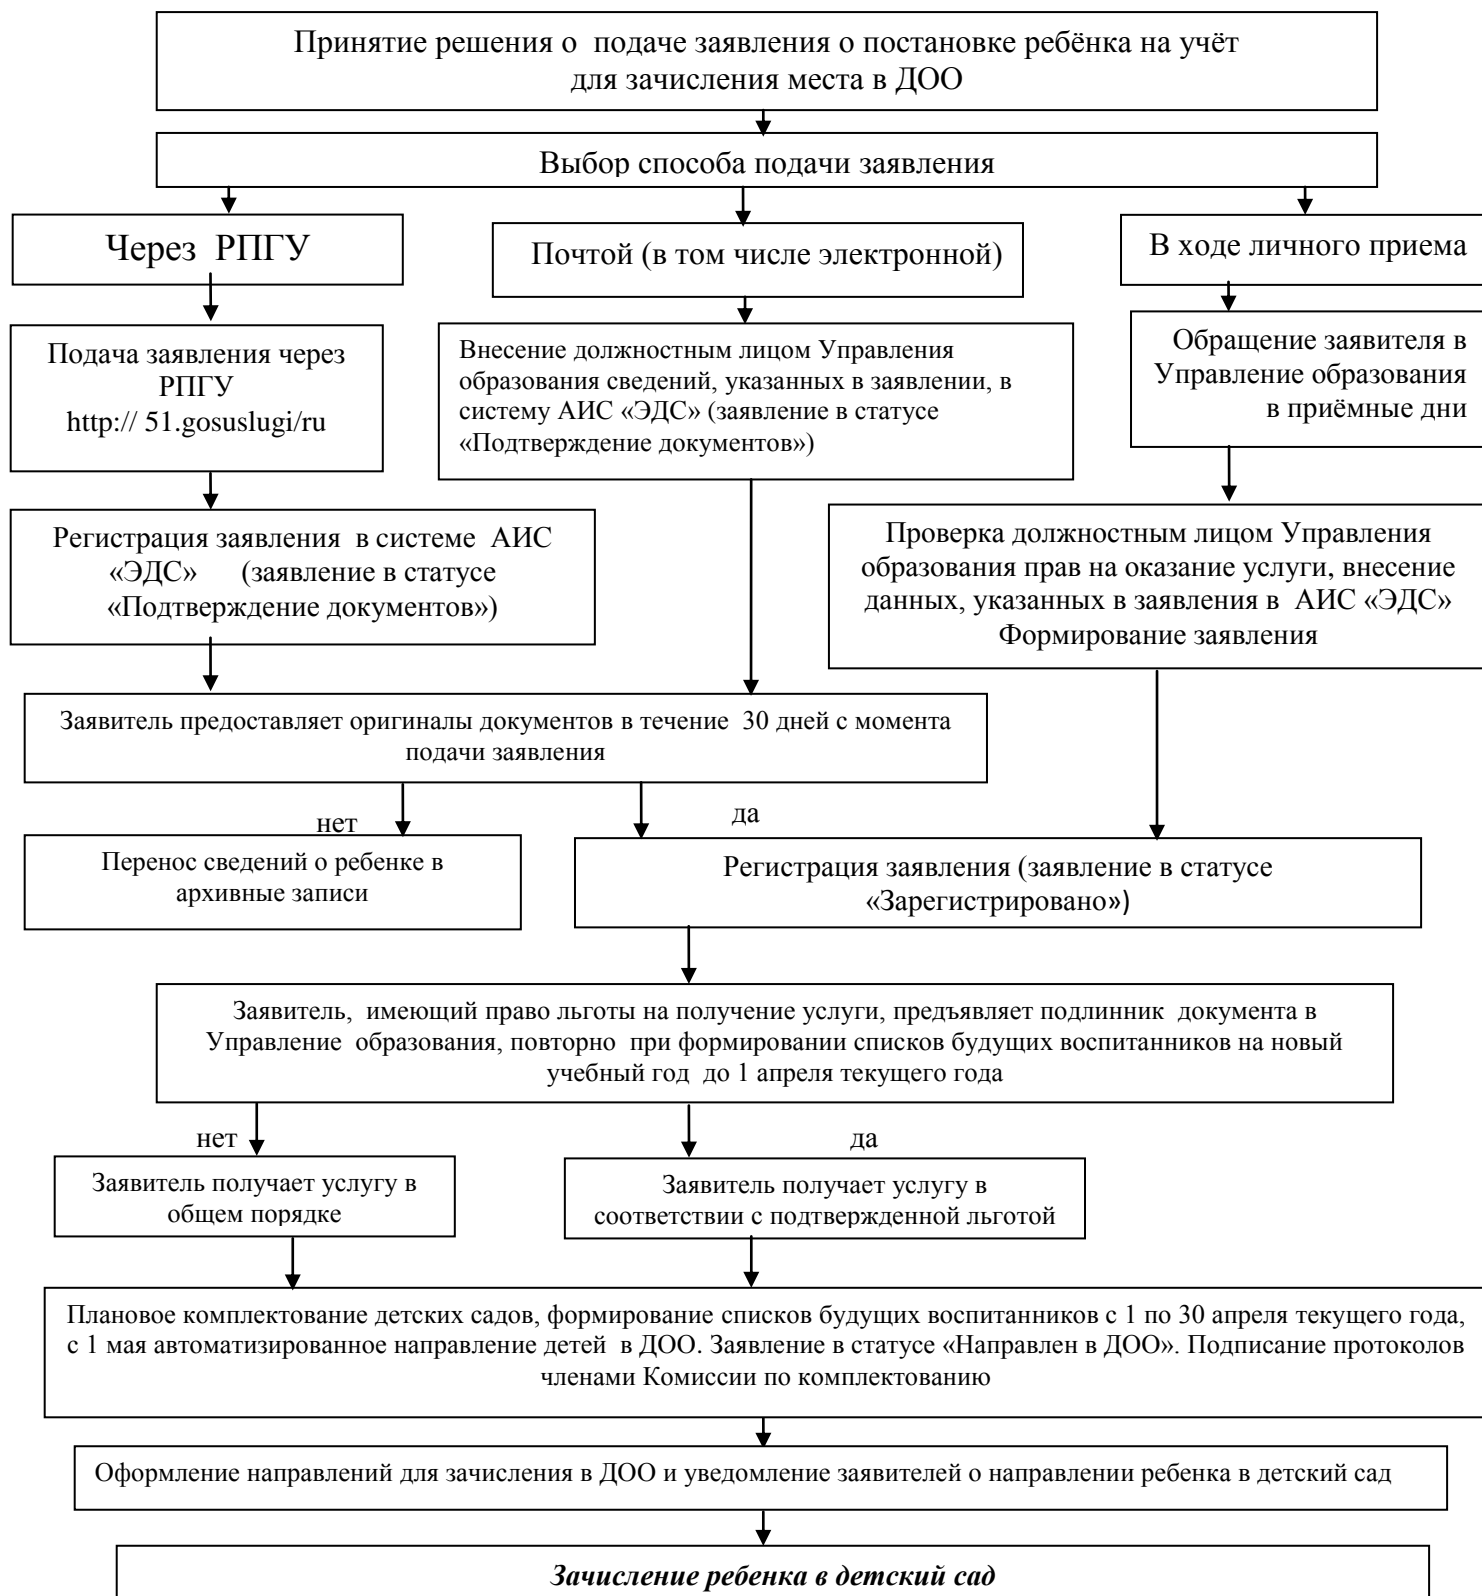 Принятие решения о подаче заявления о постановке ребёнка на учёт
для зачисления места в ДОО
Выбор способа подачи заявления
Через РПГУ
Почтой (в том числе электронной)
В ходе личного приема
Подача заявления через
РПГУ
http:// 51.gosuslugi/ru
Внесение должностным лицом Управления
образования сведений, указанных в заявлении, в
систему АИС «ЭДС» (заявление в статусе
«Подтверждение документов»)
Обращение заявителя в
Управление образования
в приёмные дни
Регистрация заявления в системе АИС
«ЭДС» (заявление в статусе
«Подтверждение документов»)
Проверка должностным лицом Управления
образования прав на оказание услуги, внесение
данных, указанных в заявления в АИС «ЭДС»
Формирование заявления
Заявитель предоставляет оригиналы документов в течение 30 дней с момента
подачи заявления
нет
да
Перенос сведений о ребенке в
архивные записи
Регистрация заявления (заявление в статусе
«Зарегистрировано»)
Заявитель, имеющий право льготы на получение услуги, предъявляет подлинник документа в
Управление образования, повторно при формировании списков будущих воспитанников на новый
учебный год до 1 апреля текущего года
нет
да
Заявитель получает услугу в
общем порядке
Заявитель получает услугу в
соответствии с подтвержденной льготой
Плановое комплектование детских садов, формирование списков будущих воспитанников с 1 по 30 апреля текущего года,
с 1 мая автоматизированное направление детей в ДОО. Заявление в статусе «Направлен в ДОО». Подписание протоколов
членами Комиссии по комплектованию
Оформление направлений для зачисления в ДОО и уведомление заявителей о направлении ребенка в детский сад
Зачисление ребенка в детский сад